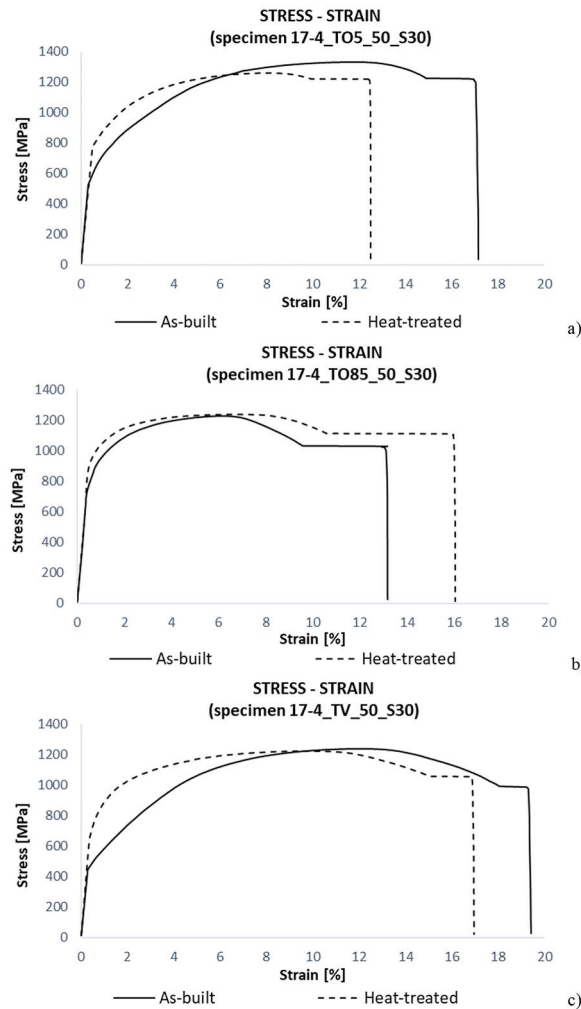 STRESS - STRAIN
(specimen 17-4_TO5_50_S30)
1400
1200
1000
800
600
400
200
0
Stress [MPa]
0 2 4 6 8 10 12 14 16 18 20
Strain [%]
As-built Heat-treated
a)
STRESS - STRAIN
(specimen 17-4_TO85_50_S30)
1400
1200
1000
800
600
400
200
0
Stress [MPa]
0 2 4 6 8 10 12 14 16 18 20
Strain [%]
As-built Heat-treated
b
STRESS - STRAIN
(specimen 17-4_TV_50_S30)
1400
1200
1000
800
600
400
200
0
Stress [MPa]
0 2 4 6 8 10 12 14 16 18 20
Strain [%]
As-built Heat-treated
c)